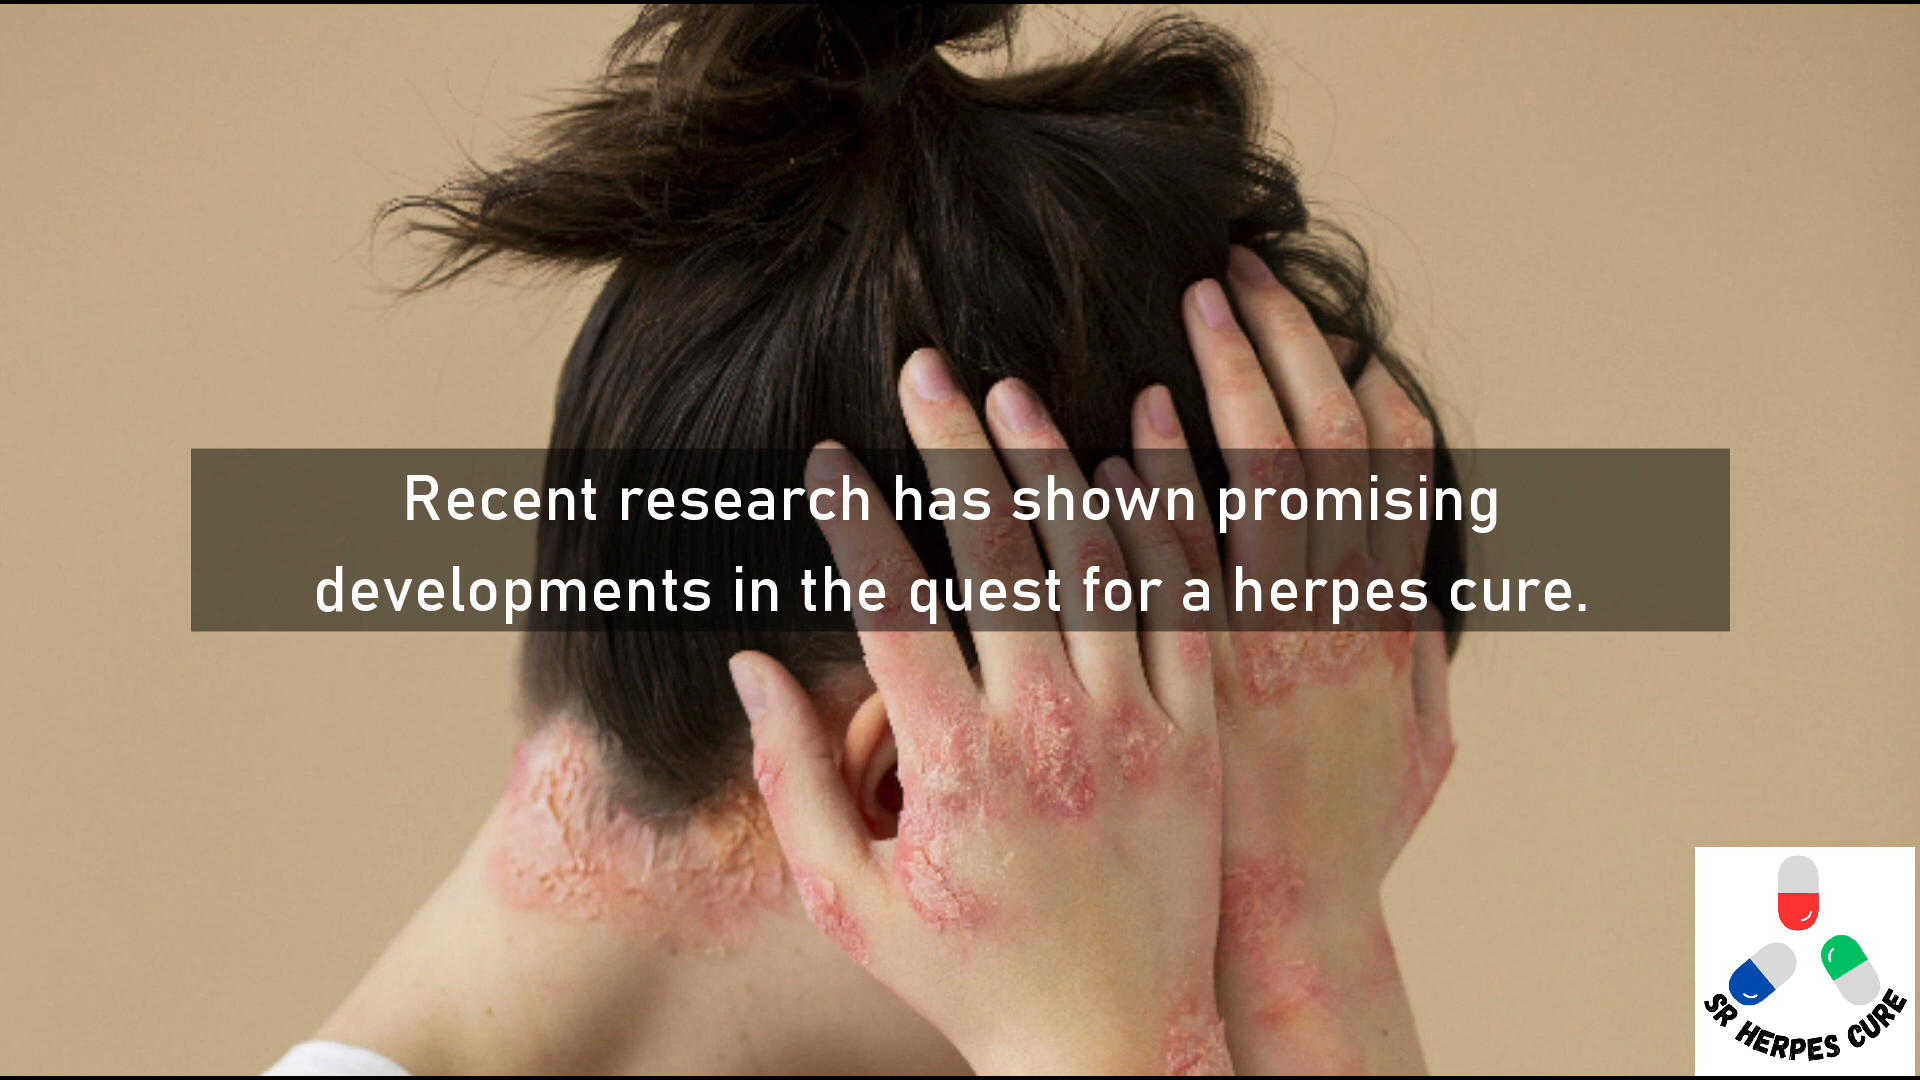 Recent research has shown promising
developments in the quest for a herpes cure.
SR HERPES CURE